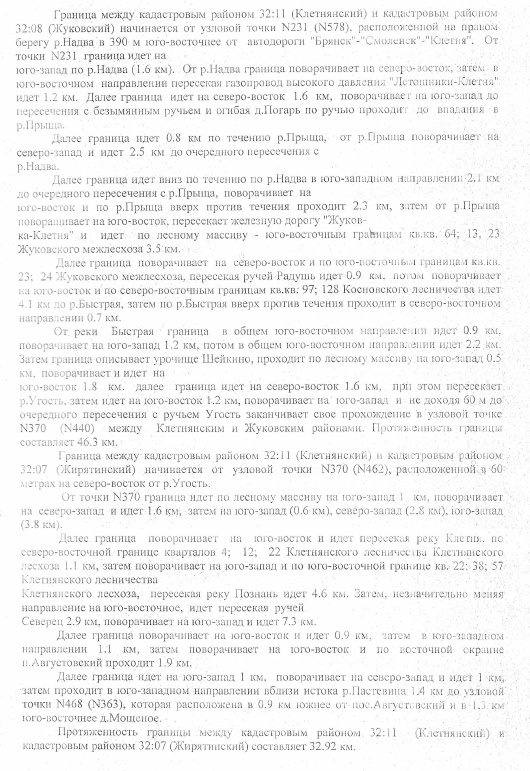 Граница между кадастровым районом 32:11 (Клетнянский) и кадастровым районом
32:08 (Жуковский) начинается от узловой точки N231 (N578), расположенной на правом
берегу р.Надва в 390 м юго-восточнее от автодороги "Брянск"-"Смоленск"-"Клетня". От
точки N231 граница идет на
юго-запад по р.Надва (1.6 км). От р.Надва граница поворачивает на северо-восток, затем в
юго-восточном направлении пересекая газопровод высокого давления "Летошники-Клетня"
идет 1.2 км. Далее граница идет на северо-восток 1.6 км, поворачивает на юго-запад до
пересечения с безымянным ручьем и огибая д.Погарь по ручью проходит до впадения в
р.Прыща.
Далее граница идет 0.8 км по течению р.Прыща, от р.Прыща поворачивает на
северо-запад и идет 2.5 км до очередного пересечения с
р.Надва.
Далее граница идет вниз по течению по р.Надва в юго-западном направлении 2.1 км
до очередного пересечения с р.Прыща, поворачивает на
юго-восток и по р.Прыща вверх против течения проходит 2.3 км, затем от р.Прыща
поворашивает на юго-восток, пересекает железную дорогу "Жуков-
ка-Клетня" и идет по лесному массиву - юго-восточным границам кв.кв. 64; 13, 23
Жуковского межлесхоза 3.5 км.
Далее граница поворачивает на северо-восток и по юго-восточным границам кв.кв.
23; 24 Жуковского межлесхоза, пересекая ручей Радушь идет 0.9 км. потом поворачивает
на юго-восток и по северо-восточным границам кв.кв. 97; 128 Косновского лесничества идет
4.1 км до р.Быстрая, затем по р.Быстрая вверх против течения проходит в северо-восточном
направлении 0.7 км.
От реки Быстрая граница в общем юго-восточном направлении идет 0.9 км,
поворачивает на юго-запад 1.2 км, потом в общем юго-восточном направлении идет 2.2 км.
Затем граница описывает урочище Шейкино, проходит по лесному массиву на юго-запад 0.5
км, поворачивает и идет на
юго-восток 1.8 км. далее граница идет на северо-восток 1.6 км, при этом пересекает
р.Угость, затем идет на юго-восток 1.2 км, поворачивает на юго-запад и не доходя 60 м до
очередного пересечения с ручьем Угость заканчивает свое прохождение в узловой точке
N370 (N440) между Клетнянским и Жуковским районами. Протяженность границы
составляет 46.3 км.
Граница между кадастровым районом 32:11 (Клетнянский) и кадастровым районом
32:07 (Жирятинский) начинается от узловой точки N370 (N462), расположенной в 60
метрах на северо-восток от р.Угость.
От точки N370 граница идет по лесному массиву на юго-запад 1 км, поворачивает
на северо-запад и идет 1.6 км, затем на юго-запад (0.6 км), северо-запад (2.8 км), юго-запад
(3.8 км).
Далее граница поворачивает на юго-восток и идет пересекая реку Клетня, по
северо-восточной границе кварталов 4; 12; 22 Клетнянского лесничества Клетнянского
лесхоза 1.1 км, затем поворачивает на юго-запад и по юго-восточной границе кв. 22; 38; 57
Клетнянского лесничества
Клетнянского лесхоза, пересекая реку Познань идет 4.6 км. Затем, незначительно меняя
направление на юго-восточное, идет пересекая ручей
Северец 2.9 км, поворачивает на юго-запад и идет 7.3 км.
Далее граница поворачивает на юго-восток и идет 0.9 км, затем в юго-западном
направлении 1.1 км, затем поворачивает на юго-восток и по восточной окраине
п.Августовский проходит 1.9 км.
Далее граница идет на юго-запад 1 км, поворачивает на северо-запад и идет 1 км,
затем проходит в юго-западном направлении вблизи истока р.Пастевина 1.4 км до узловой
точки N468 (N363), которая расположена в 0.9 км южнее от пос.Августовский и в 1.3 км
юго-восточнее д.Мощеное.
Протяженность границы между кадастровым районом 32:11 (Клетнянский) и
кадастровым районом 32:07 (Жирятинский) составляет 32.92 км.